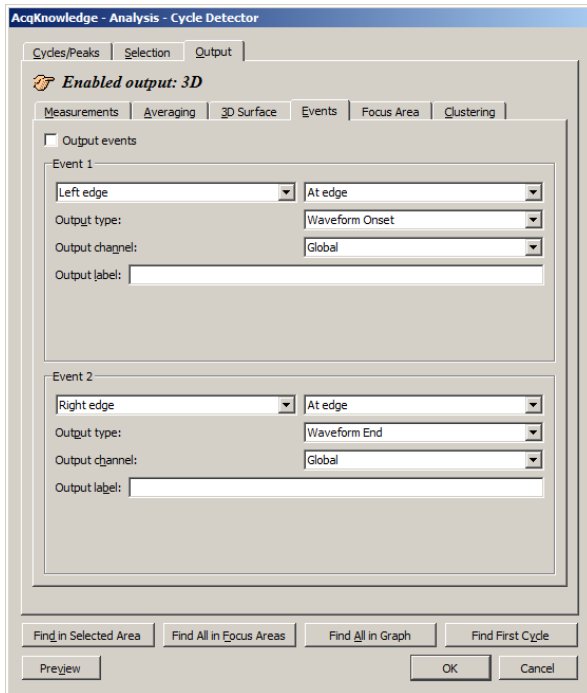 AcqKnowledge - Analysis - Cycle Detector
Cycles/Peaks Selection Output
Enabled output: 3D
Measurements Averaging 3D Surface Events Focus Area Clustering
Output events
Event 1
Left edge At edge
Output type: Waveform Onset
Output channel: Global
Output label:
Event 2
Right edge At edge
Output type: Waveform End
Output channel: Global
Output label:
Find in Selected Area Find All in Focus Areas Find All in Graph Find First Cycle
Preview OK Cancel